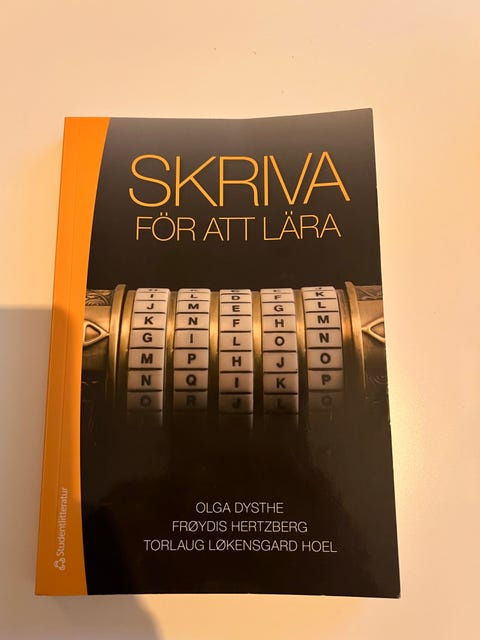 SKRIVA
FÖR ATT LÄRA
I L C E K
J M D F L
K N E G M
G I F H N
M P L O O
N Q H J P
O R I K Q
J L
OLGA DYSTHE
FRØYDIS HERTZBERG
TORLAUG LØKENSGARD HOEL
Studentlitteratur